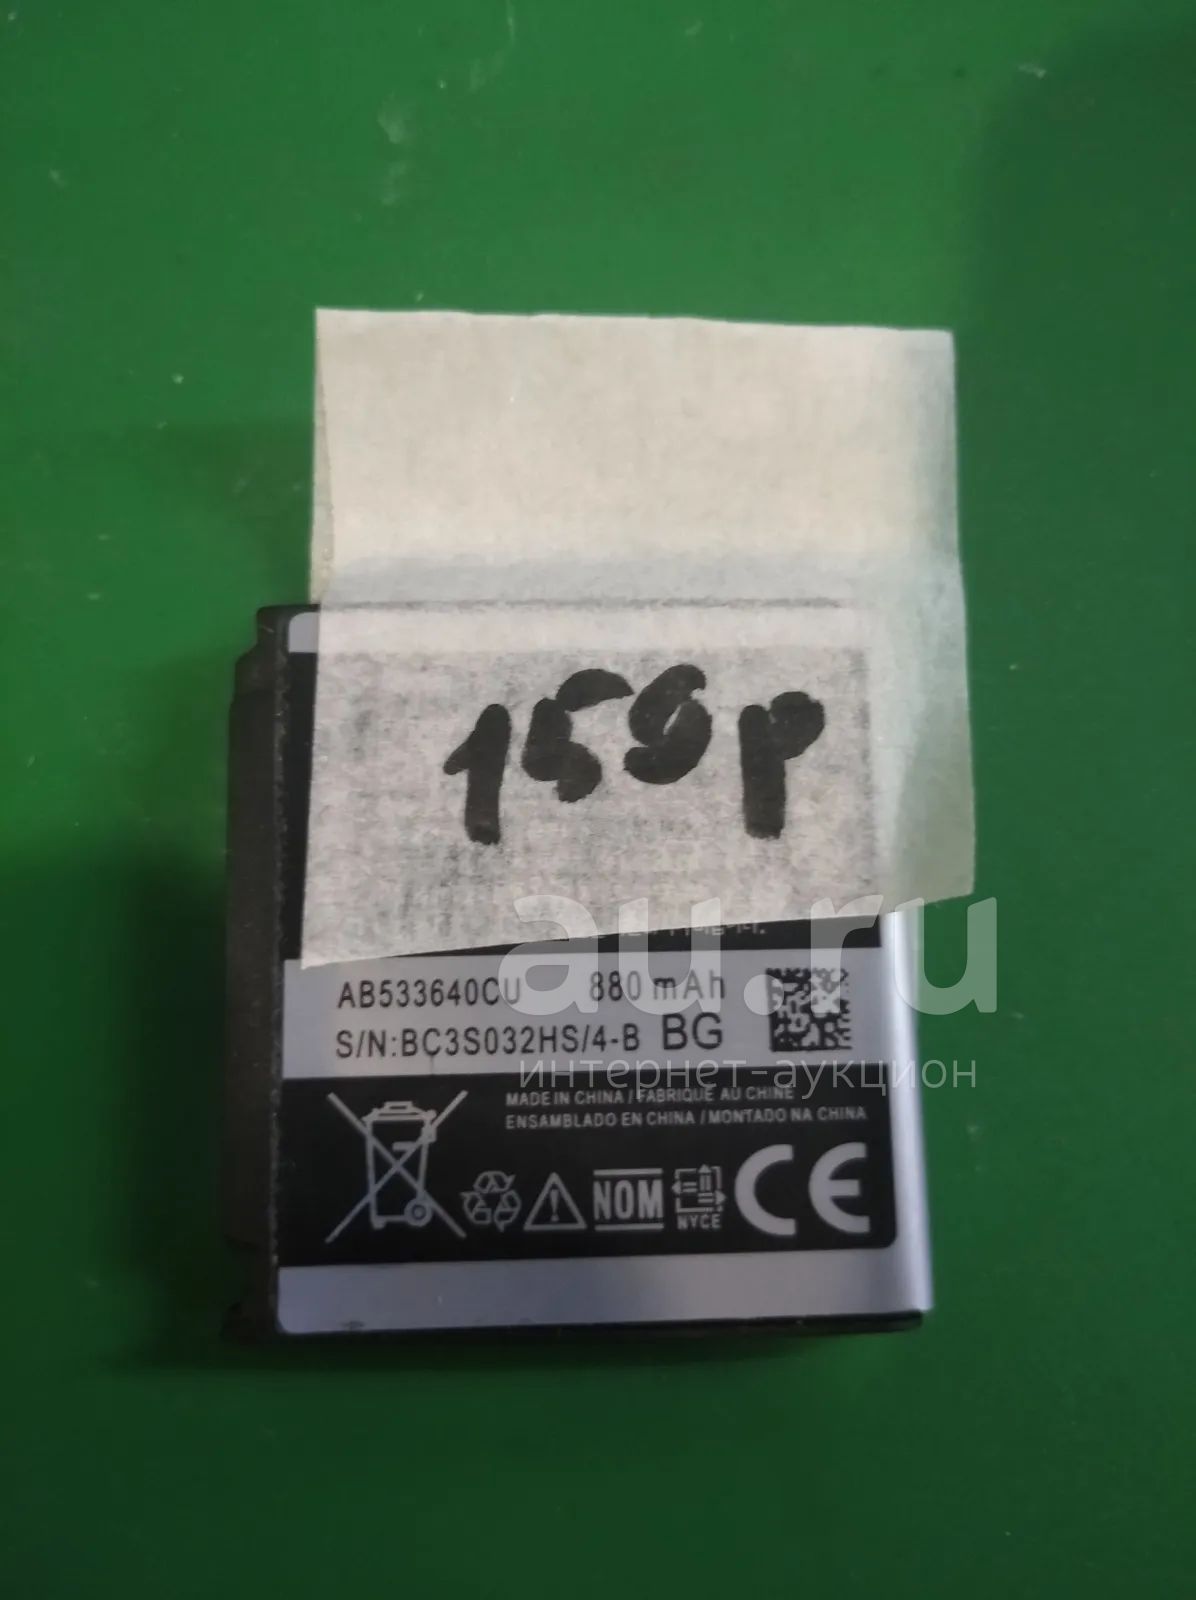 159р
AB533640CU 880 mAh
S/N:BC3S032HS/4-B BG
MADE IN CHINA / FABRIQUÉ AU CHINE
ENSAMBLADO EN CHINA / MONTADO NA CHINA
NOM
NYCE
CE
au.ru
интернет-аукцион